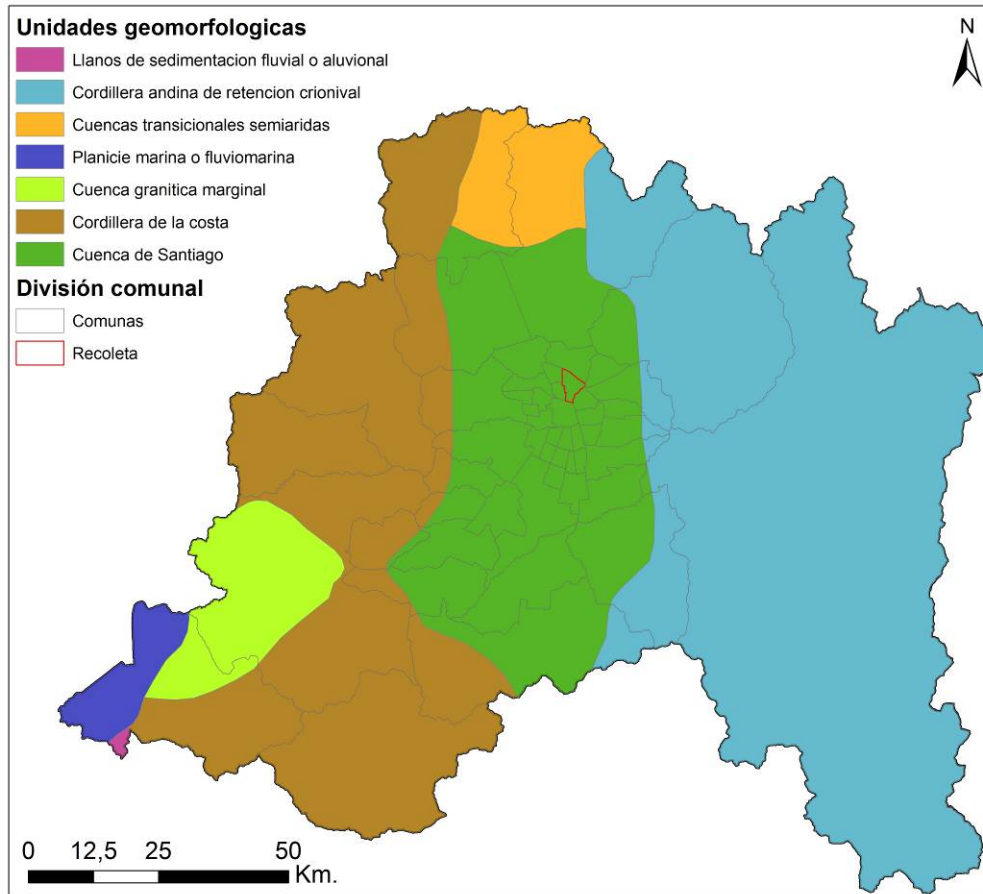 Unidades geomorfologicas
Llanos de sedimentacion fluvial o aluvional
Cordillera andina de retencion crionival
Cuencas transicionales semiaridas
Planicie marina o fluviomarina
Cuenca granitica marginal
Cordillera de la costa
Cuenca de Santiago
División comunal
Comunas
Recoleta
N
0 12,5 25 50
Km.